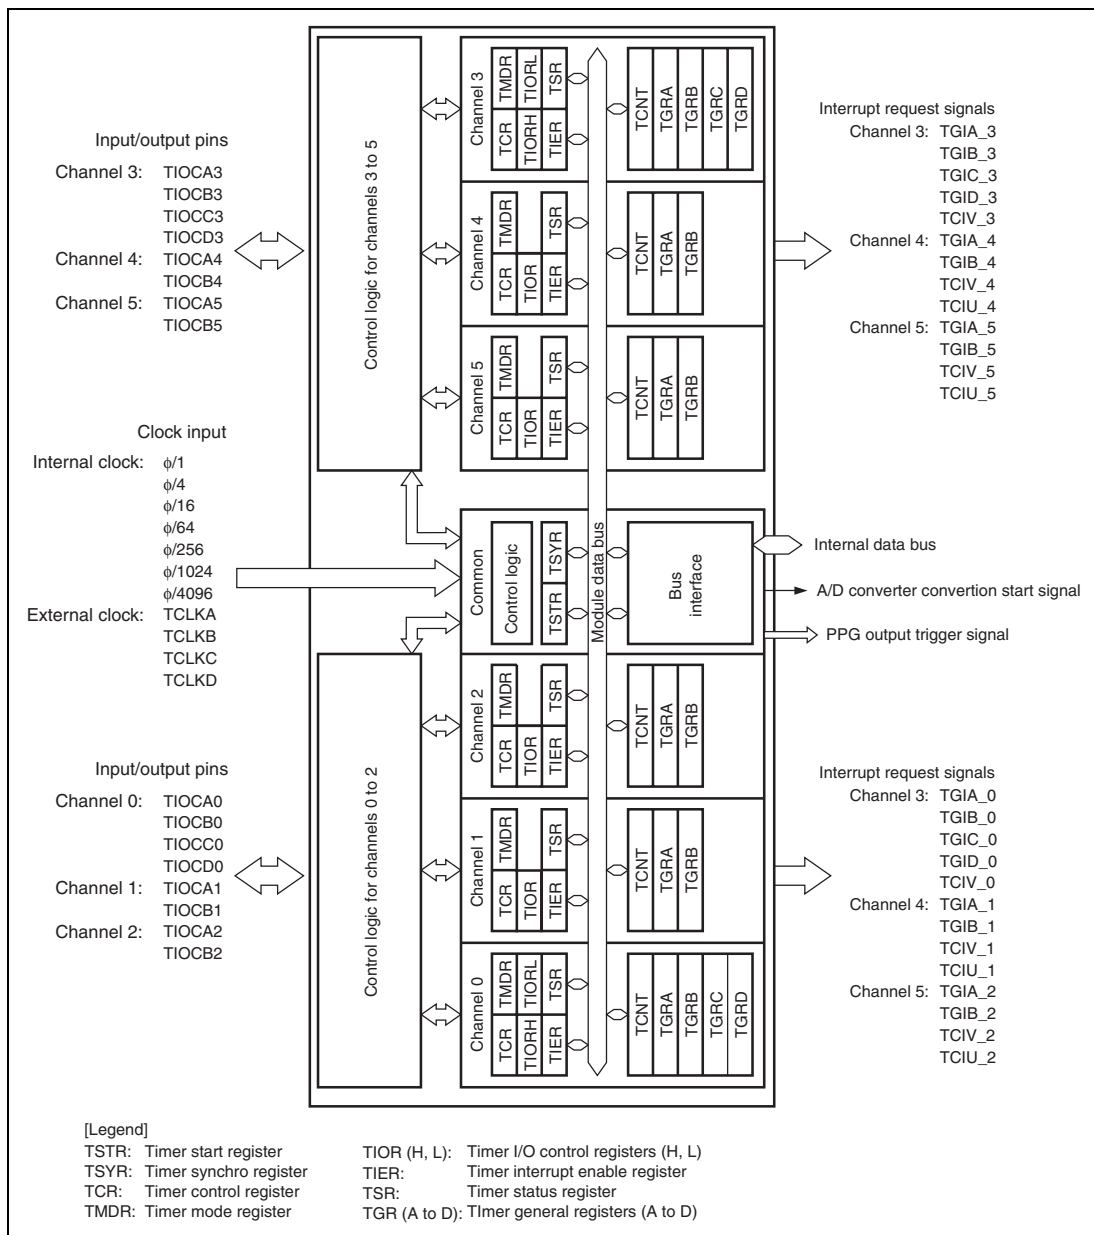 Input/output pins
Channel 3: TIOCA3
TIOCB3
TIOCC3
TIOCD3
Channel 4: TIOCA4
TIOCB4
Channel 5: TIOCA5
TIOCB5
Clock input
Internal clock: ϕ/1
ϕ/4
ϕ/16
ϕ/64
ϕ/256
ϕ/1024
ϕ/4096
External clock: TCLKA
TCLKB
TCLKC
TCLKD
Input/output pins
Channel 0: TIOCA0
TIOCB0
TIOCC0
TIOCD0
Channel 1: TIOCA1
TIOCB1
Channel 2: TIOCA2
TIOCB2
Control logic for channels 3 to 5
Control logic for channels 0 to 2
Channel 3
TCR TMDR
TIORH TIORL
TIER TSR
TCNT
TGRA
TGRB
TGRC
TGRD
Channel 4
TCR TMDR
TIOR
TIER TSR
TCNT
TGRA
TGRB
Channel 5
TCR TMDR
TIOR
TIER TSR
TCNT
TGRA
TGRB
Common
Control logic
TSTR TSYR
Module data bus
Bus
interface
Channel 2
TCR TMDR
TIOR
TIER TSR
TCNT
TGRA
TGRB
Channel 1
TCR TMDR
TIOR
TIER TSR
TCNT
TGRA
TGRB
Channel 0
TCR TMDR
TIORH TIORL
TIER TSR
TCNT
TGRA
TGRB
TGRC
TGRD
Interrupt request signals
Channel 3: TGIA_3
TGIB_3
TGIC_3
TGID_3
TCIV_3
Channel 4: TGIA_4
TGIB_4
TCIV_4
TCIU_4
Channel 5: TGIA_5
TGIB_5
TCIV_5
TCIU_5
Internal data bus
A/D converter convertion start signal
PPG output trigger signal
Interrupt request signals
Channel 3: TGIA_0
TGIB_0
TGIC_0
TGID_0
TCIV_0
Channel 4: TGIA_1
TGIB_1
TCIV_1
TCIU_1
Channel 5: TGIA_2
TGIB_2
TCIV_2
TCIU_2
[Legend]
TSTR: Timer start register
TSYR: Timer synchro register
TCR: Timer control register
TMDR: Timer mode register
TIOR (H, L): Timer I/O control registers (H, L)
TIER: Timer interrupt enable register
TSR: Timer status register
TGR (A to D): TImer general registers (A to D)